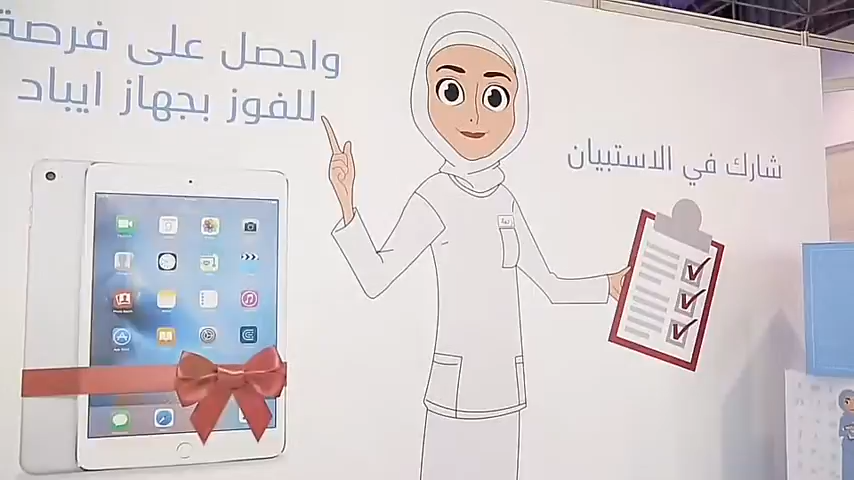 شارك في الاستبيان
واحصل على فرصة
للفوز بجهاز ايباد